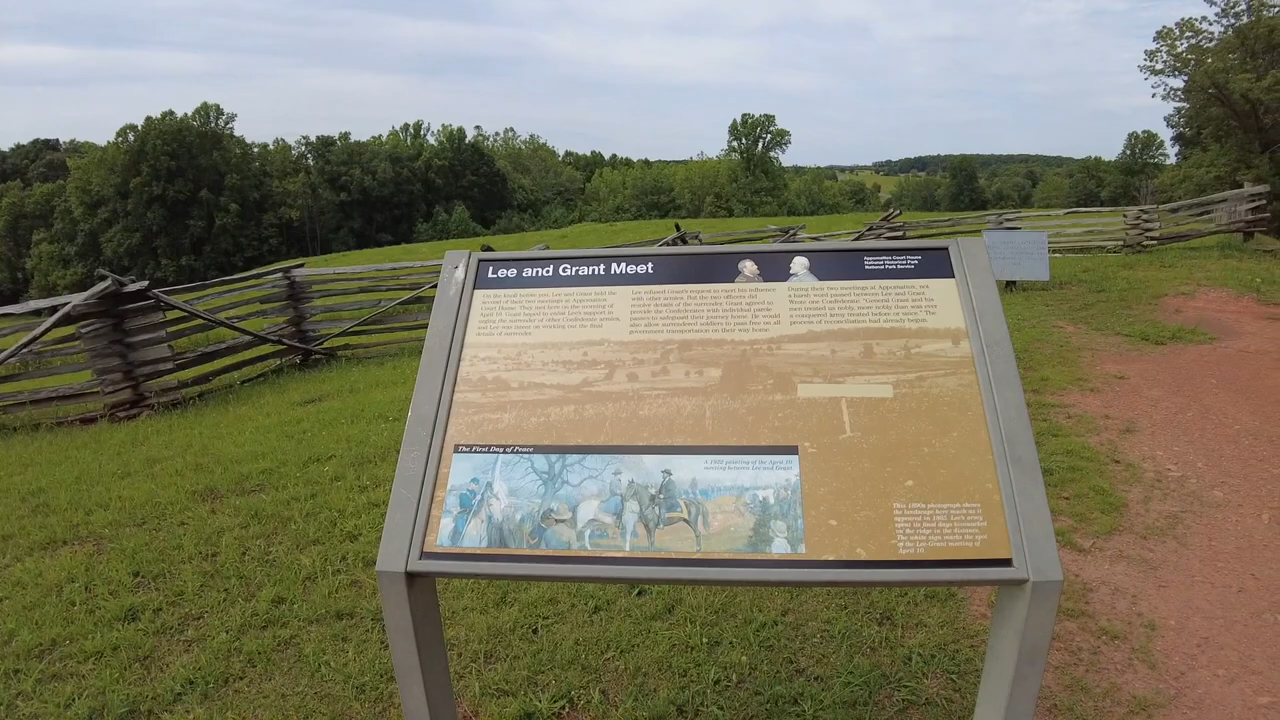 Lee and Grant Meet
Appomattox Court House
National Historical Park
National Park Service
On the knoll before you, Lee and Grant held the
second of their two meetings at Appomattox
Court House. They met here on the morning of
April 10. Grant hoped to enlist Lee's support in
urging the surrender of other Confederate armies,
and Lee was intent on working out the final
details of surrender.
Lee refused Grant's request to exert his influence
with other armies. But the two officers did
resolve details of the surrender. Grant agreed to
provide the Confederates with individual parole
passes to safeguard their journey home. He would
also allow surrendered soldiers to pass free on all
government transportation on their way home.
During their two meetings at Appomattox, not
a harsh word passed between Lee and Grant.
Wrote one Confederate: "General Grant and his
men treated us nobly, more nobly than was ever
a conquered army treated before or since." The
process of reconciliation had already begun.
The First Day of Peace
A 1922 painting of the April 10
meeting between Lee and Grant.
This 1890s photograph shows
the landscape here much as it
appeared in 1865. Lee's army
spent its final days bivouacked
on the ridge in the distance.
The white sign marks the spot
of the Lee-Grant meeting of
April 10.